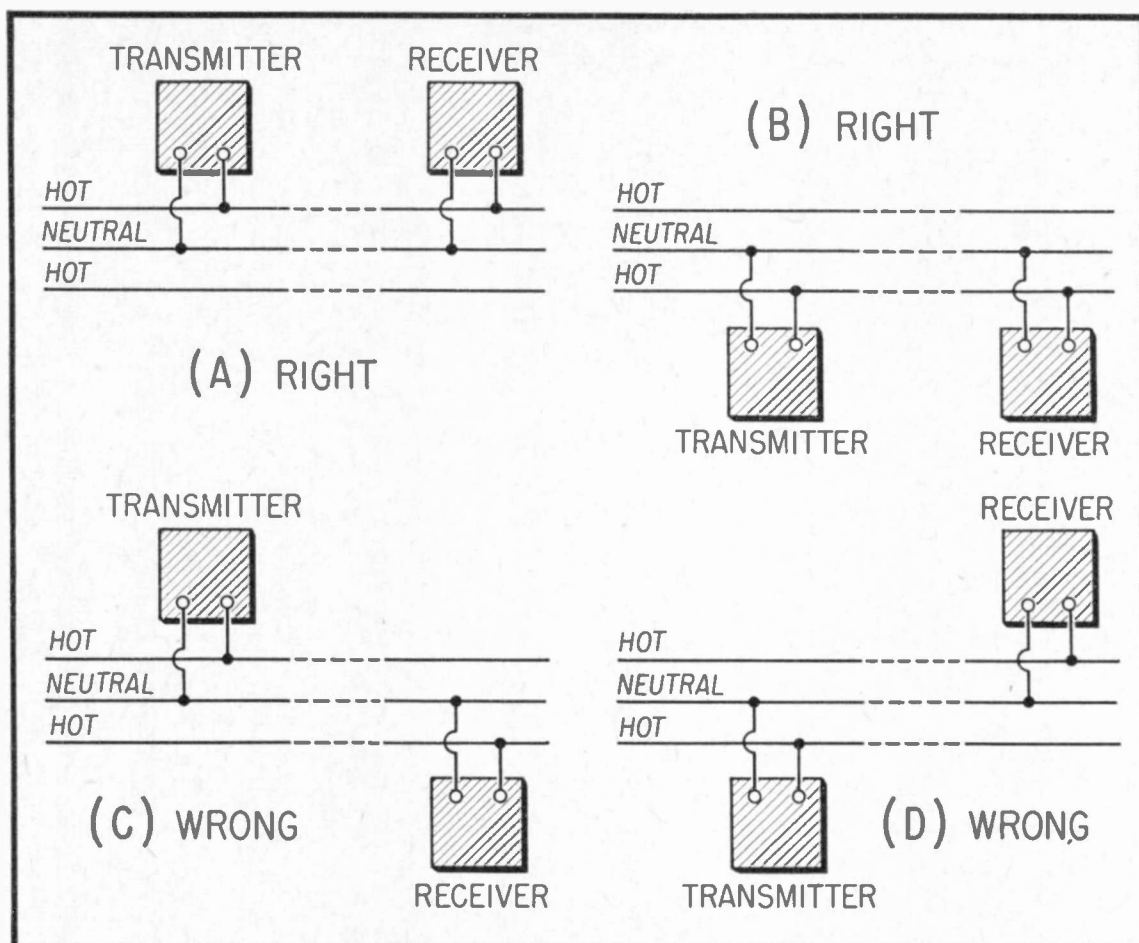 TRANSMITTER
RECEIVER
HOT
NEUTRAL
HOT
(A) RIGHT
(B) RIGHT
HOT
NEUTRAL
HOT
TRANSMITTER
RECEIVER
TRANSMITTER
HOT
NEUTRAL
HOT
(C) WRONG
RECEIVER
RECEIVER
HOT
NEUTRAL
HOT
(D) WRONG
TRANSMITTER